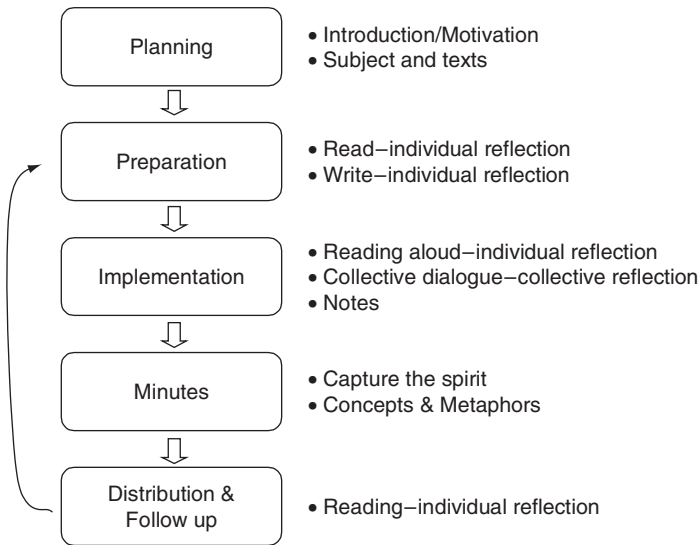 Planning
• Introduction/Motivation
• Subject and texts
Preparation
• Read–individual reflection
• Write–individual reflection
Implementation
• Reading aloud–individual reflection
• Collective dialogue–collective reflection
• Notes
Minutes
• Capture the spirit
• Concepts & Metaphors
Distribution &
Follow up
• Reading–individual reflection